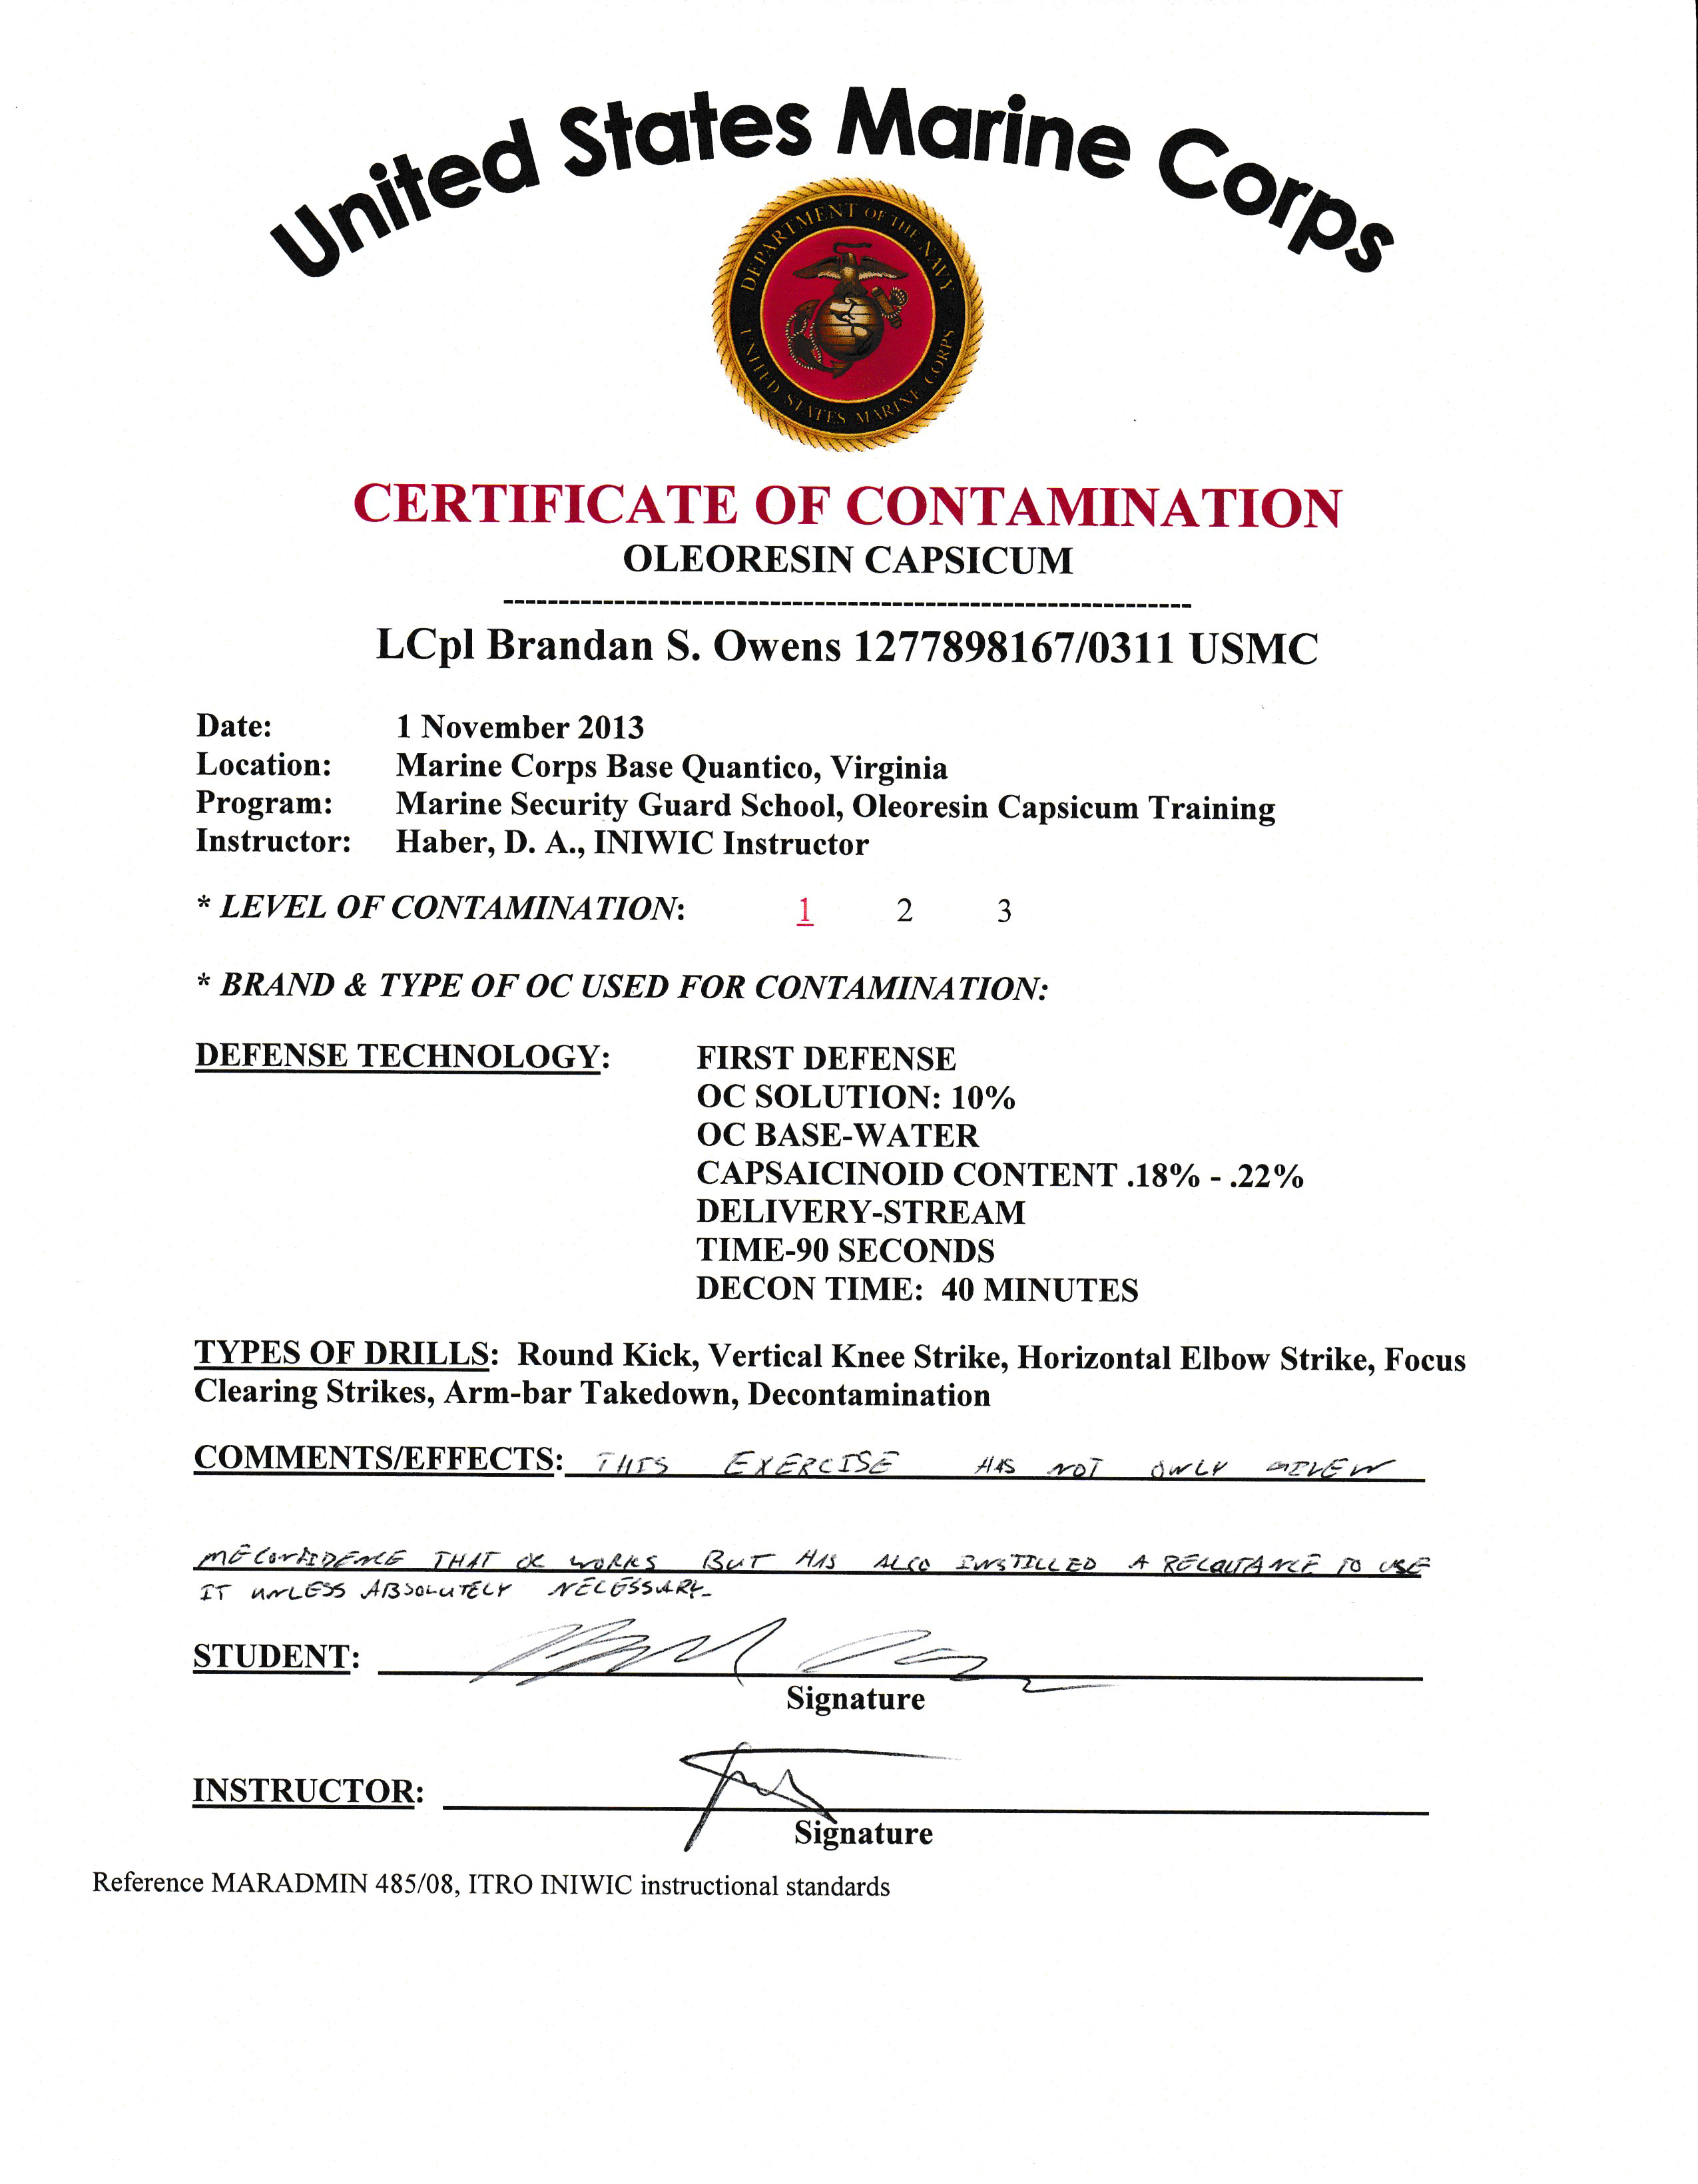 United States Marine Corps
DEPARTMENT OF THE NAVY
UNITED STATES MARINE CORPS
CERTIFICATE OF CONTAMINATION
OLEORESIN CAPSICUM
LCpl Brandan S. Owens 1277898167/0311 USMC
Date: 1 November 2013
Location: Marine Corps Base Quantico, Virginia
Program: Marine Security Guard School, Oleoresin Capsicum Training
Instructor: Haber, D. A., INIWIC Instructor
* LEVEL OF CONTAMINATION: 1 2 3
* BRAND & TYPE OF OC USED FOR CONTAMINATION:
DEFENSE TECHNOLOGY: FIRST DEFENSE
OC SOLUTION: 10%
OC BASE-WATER
CAPSAICINOID CONTENT .18% - .22%
DELIVERY-STREAM
TIME-90 SECONDS
DECON TIME: 40 MINUTES
TYPES OF DRILLS: Round Kick, Vertical Knee Strike, Horizontal Elbow Strike, Focus
Clearing Strikes, Arm-bar Takedown, Decontamination
COMMENTS/EFFECTS: THIS EXERCISE HAS NOT ONLY GIVEN
ME CONFIDENCE THAT OC WORKS BUT HAS ALSO INSTILLED A RELQUTANCE TO USE
IT UNLESS ABSOLUTELY NECESSARY.
STUDENT:
Signature
INSTRUCTOR:
Signature
Reference MARADMIN 485/08, ITRO INIWIC instructional standards